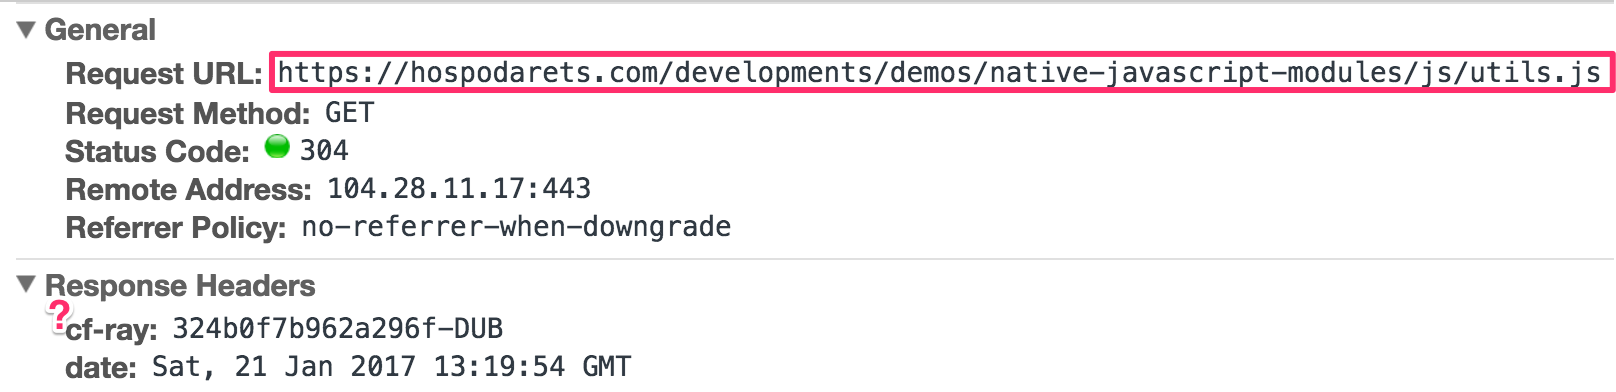 ▼ General
Request URL: https://hospodarets.com/developments/demos/native-javascript-modules/js/utils.js
Request Method: GET
Status Code: 304
Remote Address: 104.28.11.17:443
Referrer Policy: no-referrer-when-downgrade
▼ Response Headers
?
cf-ray: 324b0f7b962a296f-DUB
date: Sat, 21 Jan 2017 13:19:54 GMT